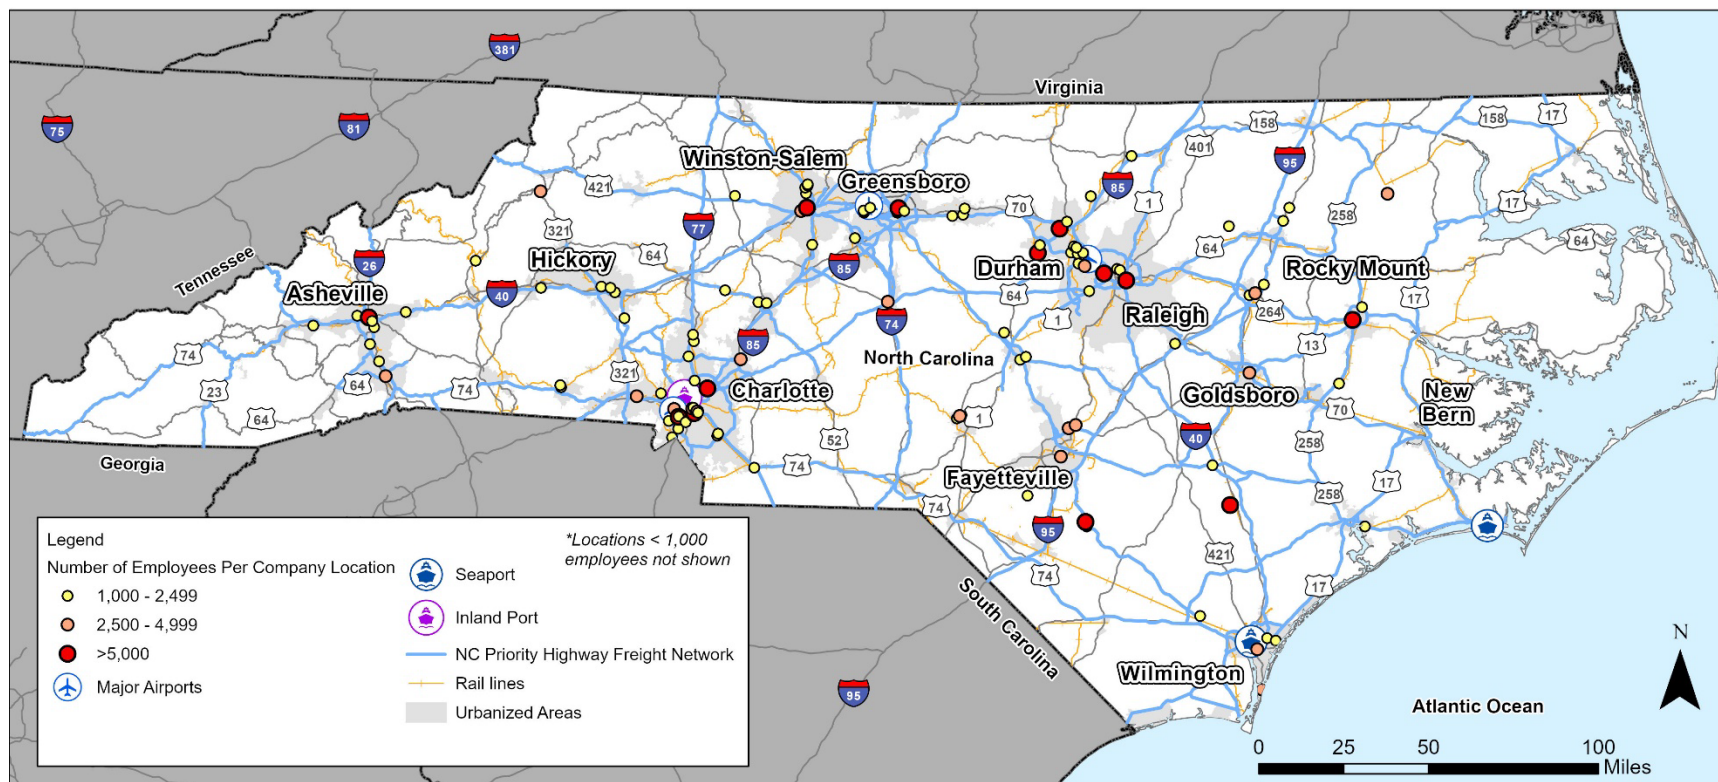 381
Virginia
75
81
158
158
17
401
95
Winston-Salem
421
Greensboro
85
1
70
258
17
321
77
64
64
64
Tennessee
26
Hickory
85
Durham
Rocky Mount
Asheville
40
64
264
17
74
1
Raleigh
13
74
85
North Carolina
321
64
74
Charlotte
Goldsboro
New
Bern
23
64
1
70
52
40
258
Georgia
74
Fayetteville
74
258
17
95
421
74
17
South Carolina
Wilmington
95
Atlantic Ocean
N
0 25 50 100
Miles
Legend
*Locations < 1,000
employees not shown
Number of Employees Per Company Location
1,000 - 2,499
2,500 - 4,999
>5,000
Major Airports
Seaport
Inland Port
NC Priority Highway Freight Network
Rail lines
Urbanized Areas